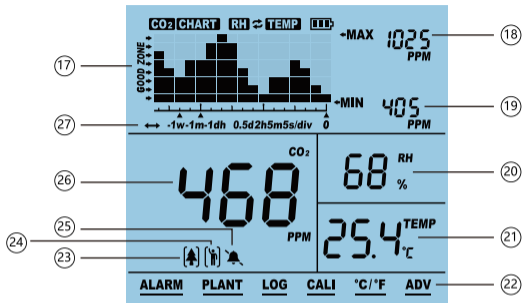 CO₂ CHART RH ⇄ TEMP
GOOD ZONE
MAX 1025 PPM
MIN 405 PPM
↔ -1w-1m-1dh 0.5d2h5m5s/div 0
CO₂
468
PPM
68 RH
%
25.4 TEMP
°C
ALARM PLANT LOG CALI °C/°F ADV
17
27
26
25
24
23
18
19
20
21
22